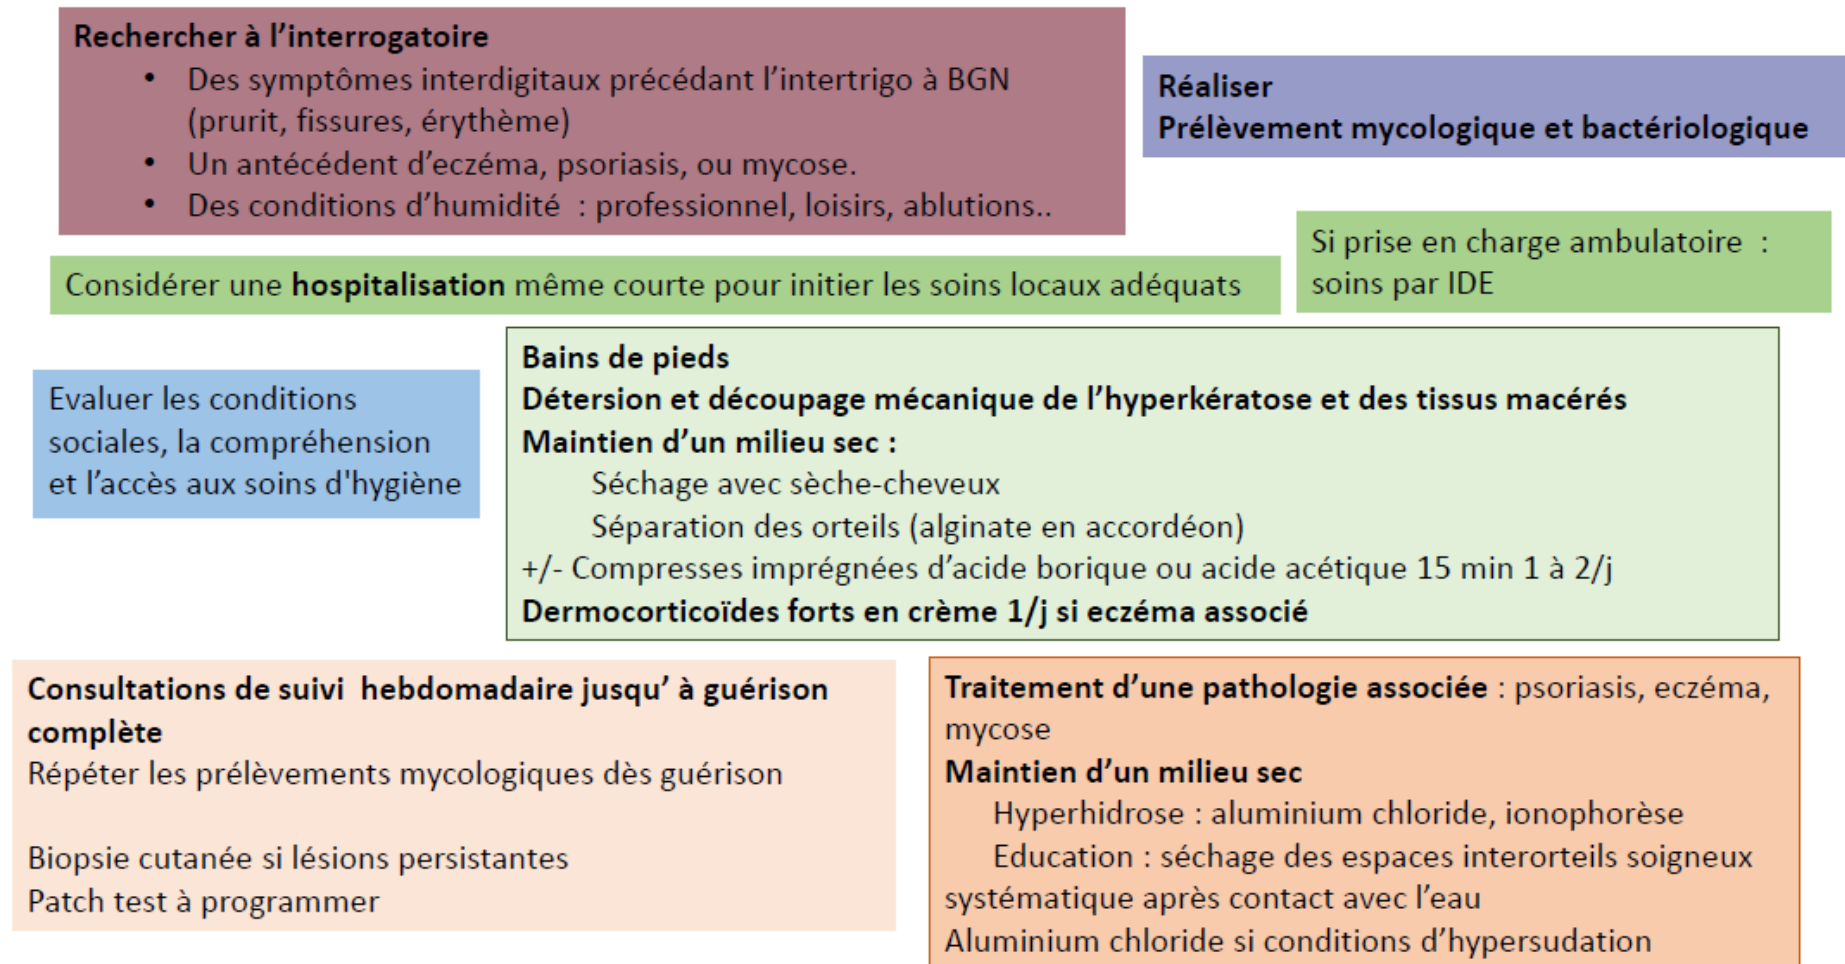 Rechercher à l’interrogatoire
• Des symptômes interdigitaux précédant l’intertrigo à BGN
(prurit, fissures, érythème)
• Un antécédent d’eczéma, psoriasis, ou mycose.
• Des conditions d’humidité : professionnel, loisirs, ablutions..
Réaliser
Prélèvement mycologique et bactériologique
Considérer une hospitalisation même courte pour initier les soins locaux adéquats
Si prise en charge ambulatoire :
soins par IDE
Evaluer les conditions
sociales, la compréhension
et l’accès aux soins d'hygiène
Bains de pieds
Détersion et découpage mécanique de l’hyperkératose et des tissus macérés
Maintien d’un milieu sec :
Séchage avec sèche-cheveux
Séparation des orteils (alginate en accordéon)
+/- Compresses imprégnées d’acide borique ou acide acétique 15 min 1 à 2/j
Dermocorticoïdes forts en crème 1/j si eczéma associé
Consultations de suivi hebdomadaire jusqu’ à guérison
complète
Répéter les prélèvements mycologiques dès guérison
Biopsie cutanée si lésions persistantes
Patch test à programmer
Traitement d’une pathologie associée : psoriasis, eczéma,
mycose
Maintien d’un milieu sec
Hyperhidrose : aluminium chloride, ionophorèse
Education : séchage des espaces interorteils soigneux
systématique après contact avec l’eau
Aluminium chloride si conditions d’hypersudation